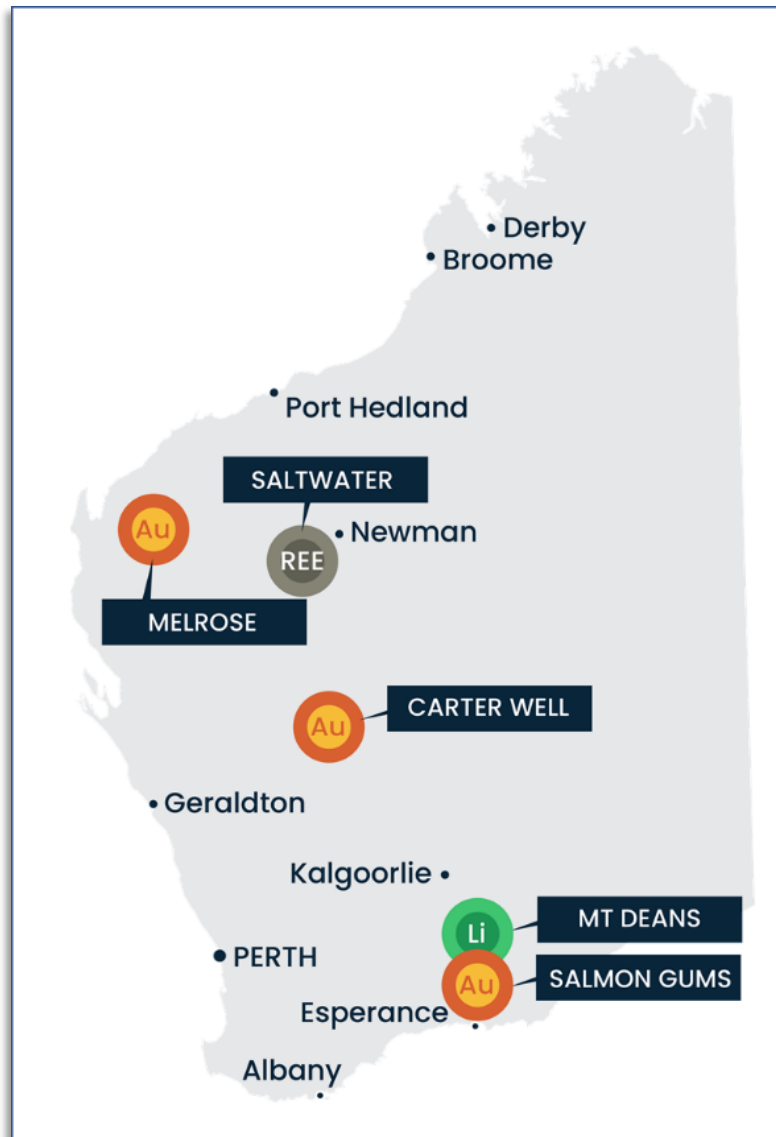 Derby
Broome
Port Hedland
SALTWATER
Au
Newman
REE
MELROSE
CARTER WELL
Au
Geraldton
Kalgoorlie
MT DEANS
Li
PERTH
SALMON GUMS
Au
Esperance
Albany